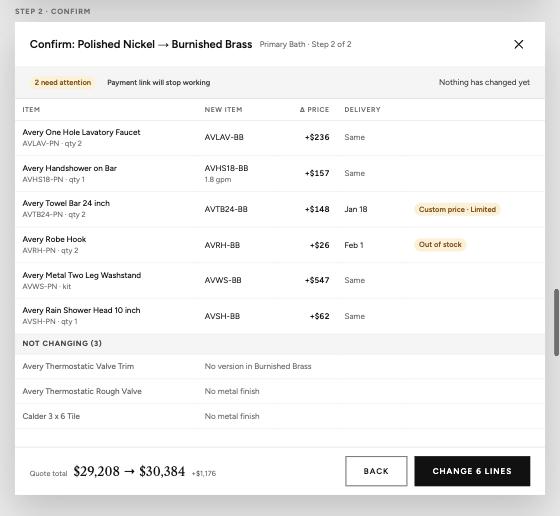 STEP 2 · CONFIRM
Confirm: Polished Nickel → Burnished Brass Primary Bath · Step 2 of 2
2 need attention Payment link will stop working Nothing has changed yet
ITEM NEW ITEM Δ PRICE DELIVERY
Avery One Hole Lavatory Faucet AVLAV-BB +$236 Same
AVLAV-PN · qty 2
Avery Handshower on Bar AVHS18-BB +$157 Same
AVHS18-PN · qty 1 1.8 gpm
Avery Towel Bar 24 inch AVTB24-BB +$148 Jan 18 Custom price · Limited
AVTB24-PN · qty 2
Avery Robe Hook AVRH-BB +$26 Feb 1 Out of stock
AVRH-PN · qty 2
Avery Metal Two Leg Washstand AVWS-BB +$547 Same
AVWS-PN · kit
Avery Rain Shower Head 10 inch AVSH-BB +$62 Same
AVSH-PN · qty 1
NOT CHANGING (3)
Avery Thermostatic Valve Trim No version in Burnished Brass
Avery Thermostatic Rough Valve No metal finish
Calder 3 x 6 Tile No metal finish
Quote total $29,208 → $30,384 +$1,176 BACK CHANGE 6 LINES